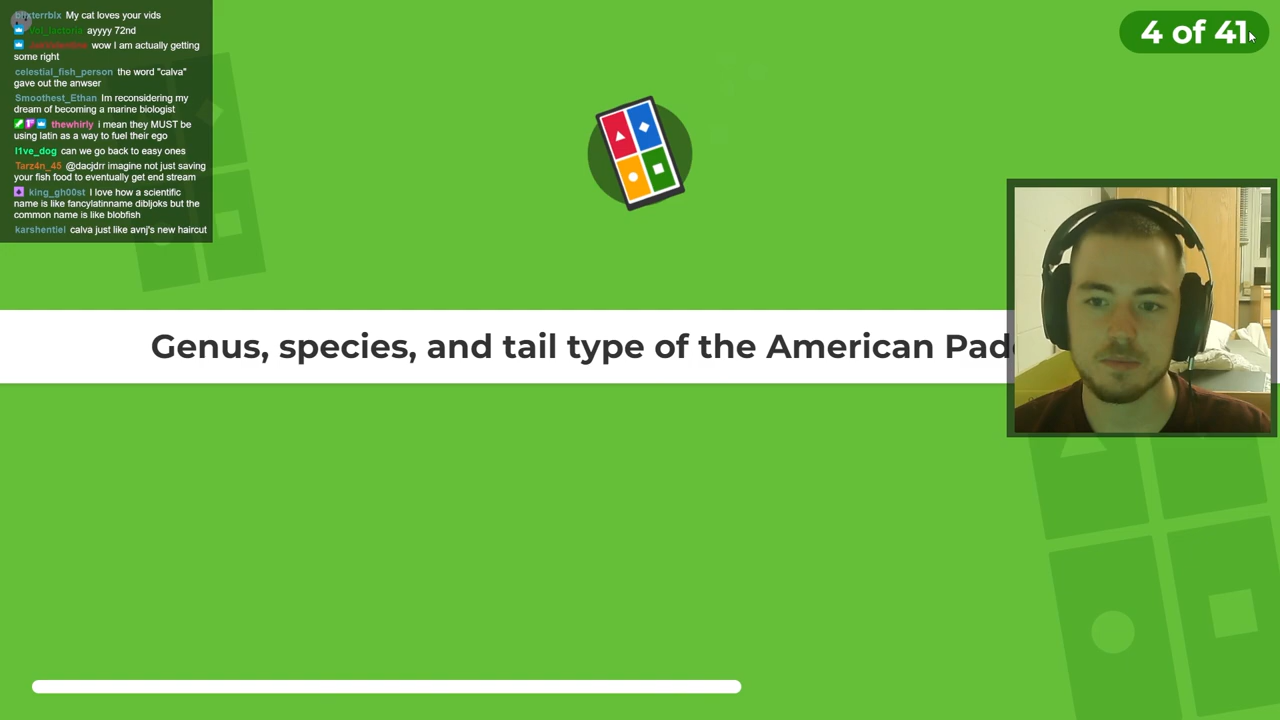 blixterrblx My cat loves your vids
ayyyy 72nd
wow I am actually getting
some right
celestial_fish_person the word "calva"
gave out the anwser
Smoothest_Ethan Im reconsidering my
dream of becoming a marine biologist
thewhirly i mean they MUST be
using latin as a way to fuel their ego
l1ve_dog can we go back to easy ones
Tarz4n_45 @dacjdrr imagine not just saving
your fish food to eventually get end stream
king_gh00st I love how a scientific
name is like fancylatinname dibljoks but the
common name is like blobfish
karshentiel calva just like avnj's new haircut
4 of 41
Genus, species, and tail type of the American